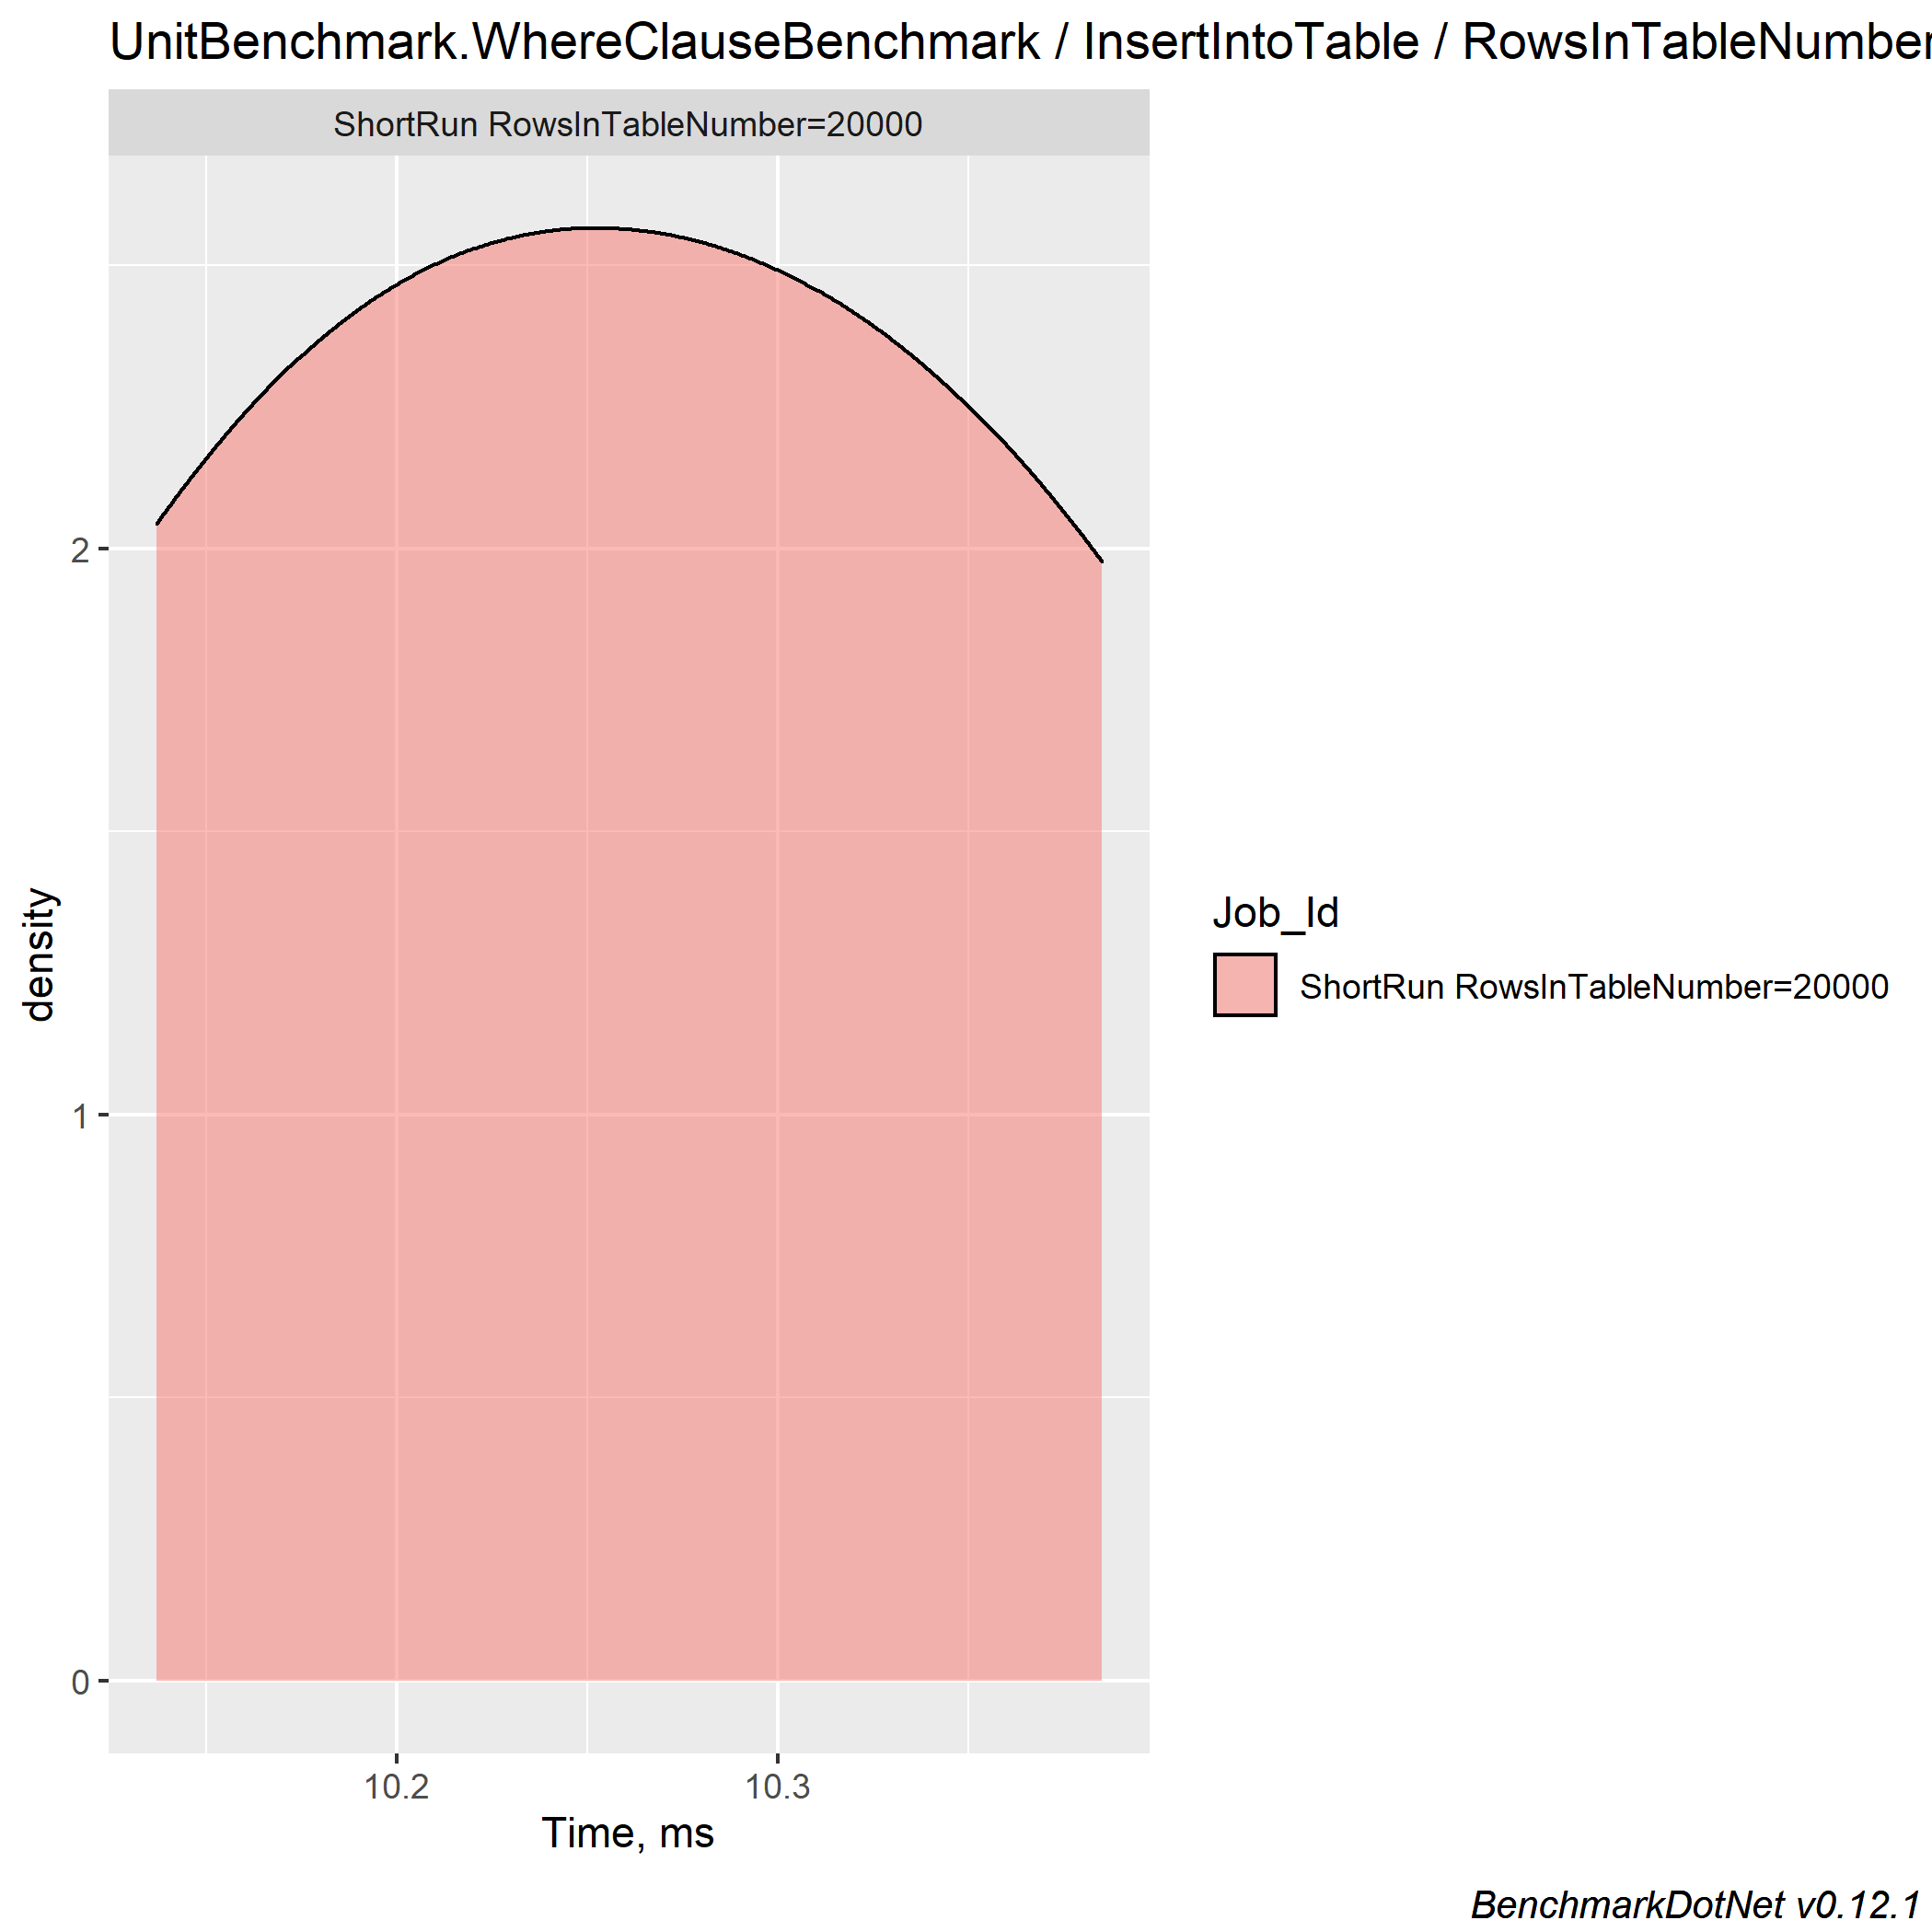 UnitBenchmark.WhereClauseBenchmark / InsertIntoTable / RowsInTableNumber
ShortRun RowsInTableNumber=20000
2
1
0
density
10.2 10.3
Time, ms
Job_Id
ShortRun RowsInTableNumber=20000
BenchmarkDotNet v0.12.1